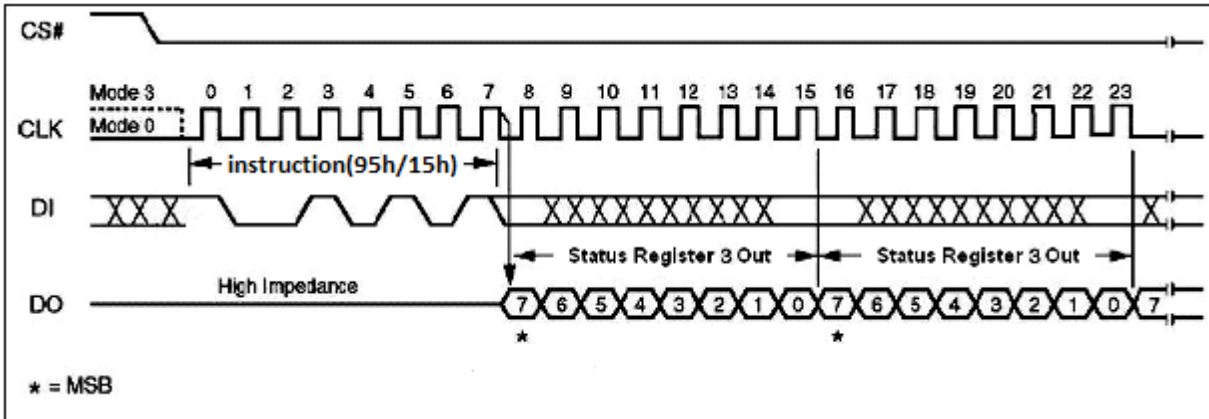 CS#
Mode 3 0 1 2 3 4 5 6 7 8 9 10 11 12 13 14 15 16 17 18 19 20 21 22 23
CLK Mode 0
instruction(95h/15h)
DI
Status Register 3 Out Status Register 3 Out
High Impedance
DO 7 6 5 4 3 2 1 0 7 6 5 4 3 2 1 0 7
* *
* = MSB